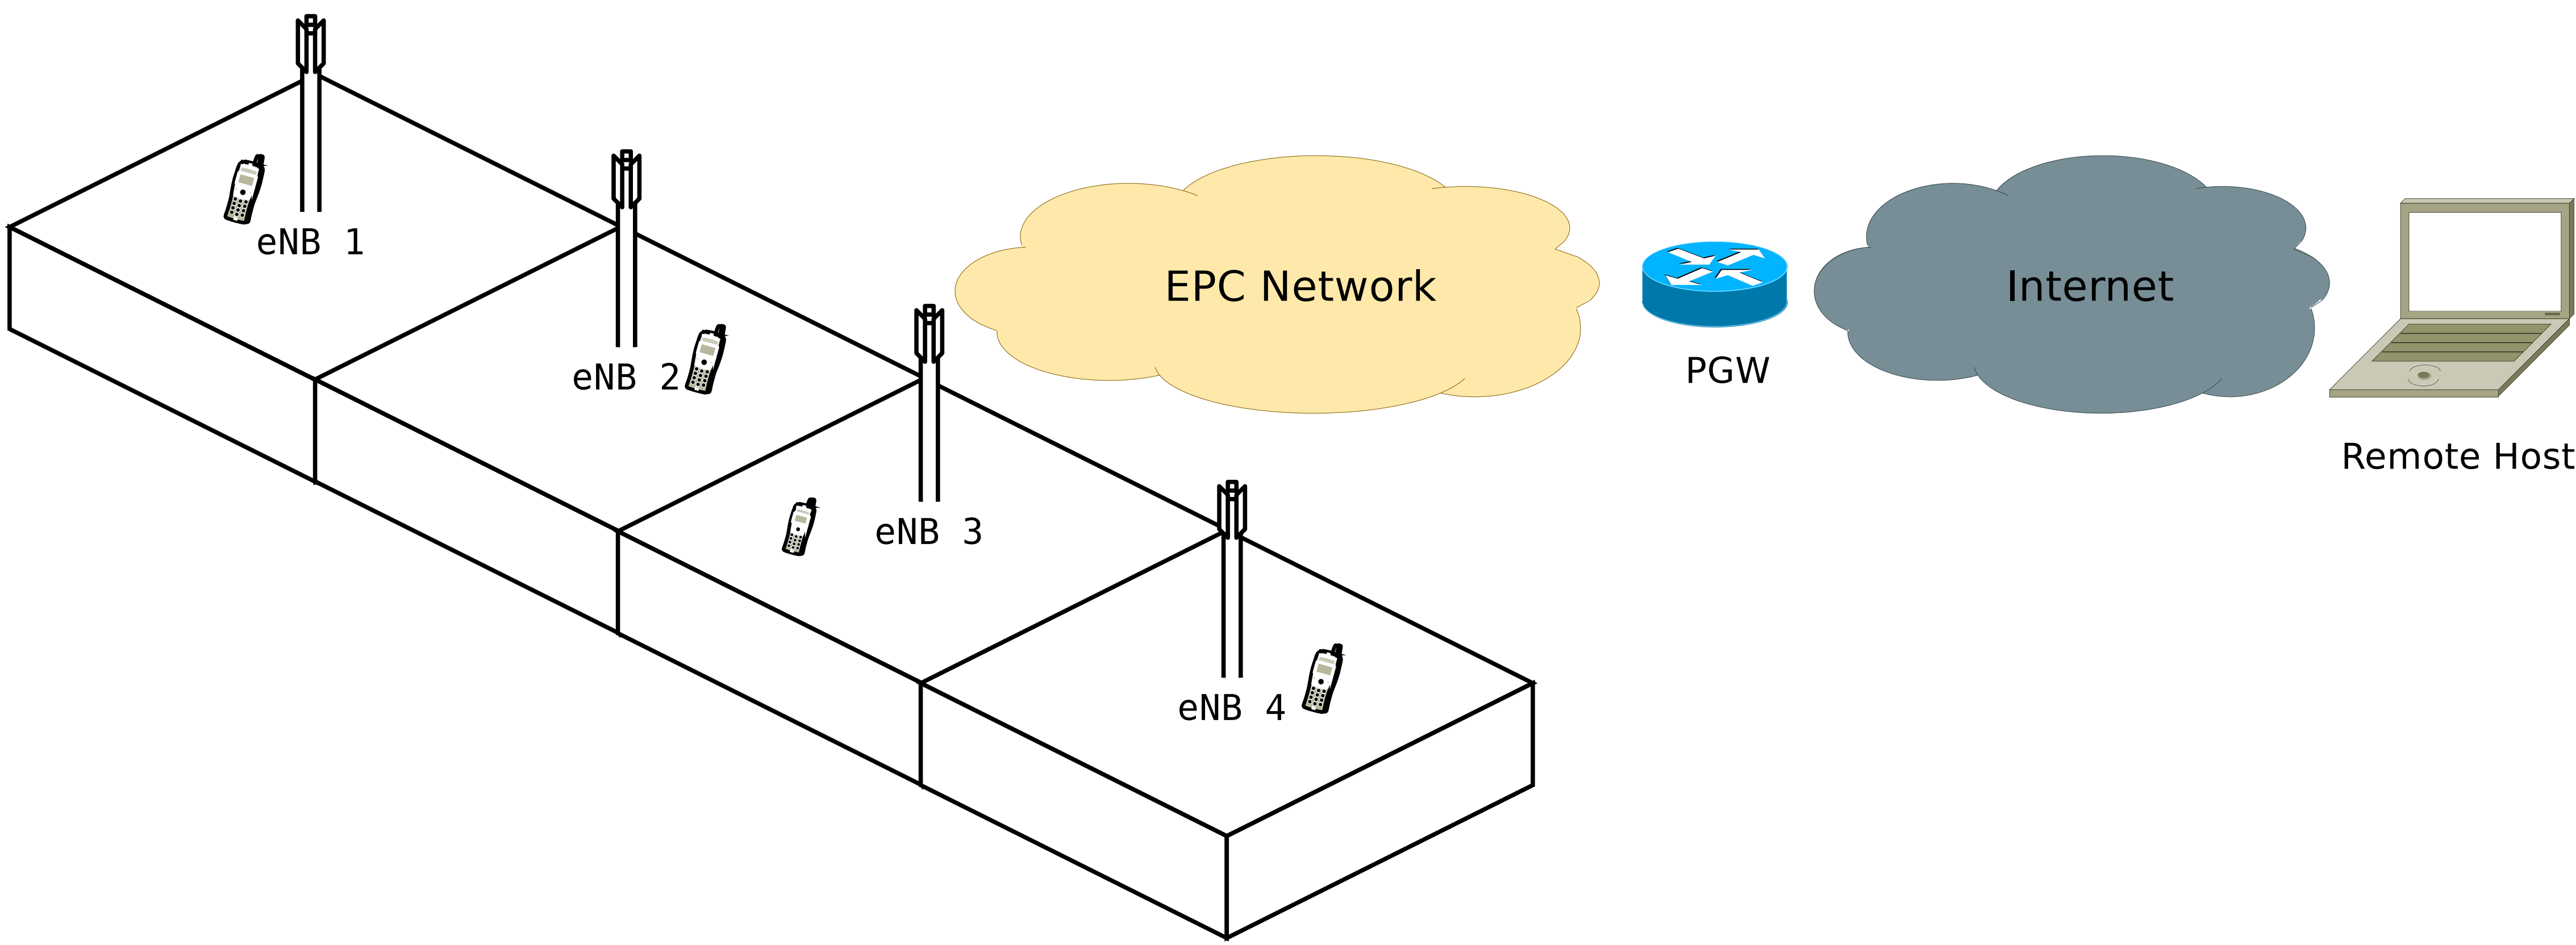 eNB 1
eNB 2
eNB 3
eNB 4
EPC Network
PGW
Internet
Remote Host